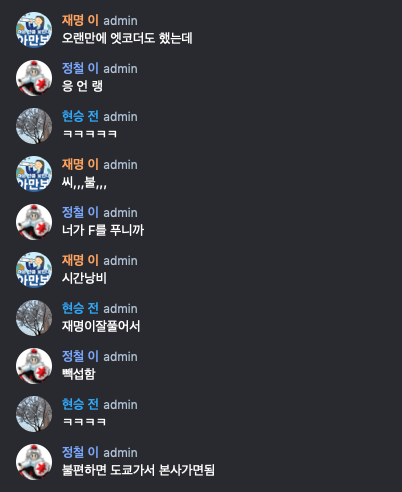 재명 이 admin
오랜만에 엣코더도 했는데
정철 이 admin
응 언 랭
현승 전 admin
ㅋㅋㅋㅋㅋ
재명 이 admin
씨,,,불,,,
정철 이 admin
너가 F를 푸니까
재명 이 admin
시간낭비
현승 전 admin
재명이잘풀어서
정철 이 admin
빽섭함
현승 전 admin
ㅋㅋㅋㅋ
정철 이 admin
불편하면 도쿄가서 본사가면됨